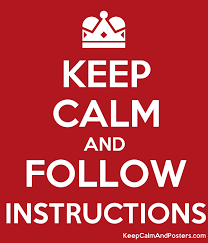 KEEP
CALM
AND
FOLLOW
INSTRUCTIONS
KeepCalmAndPosters.com